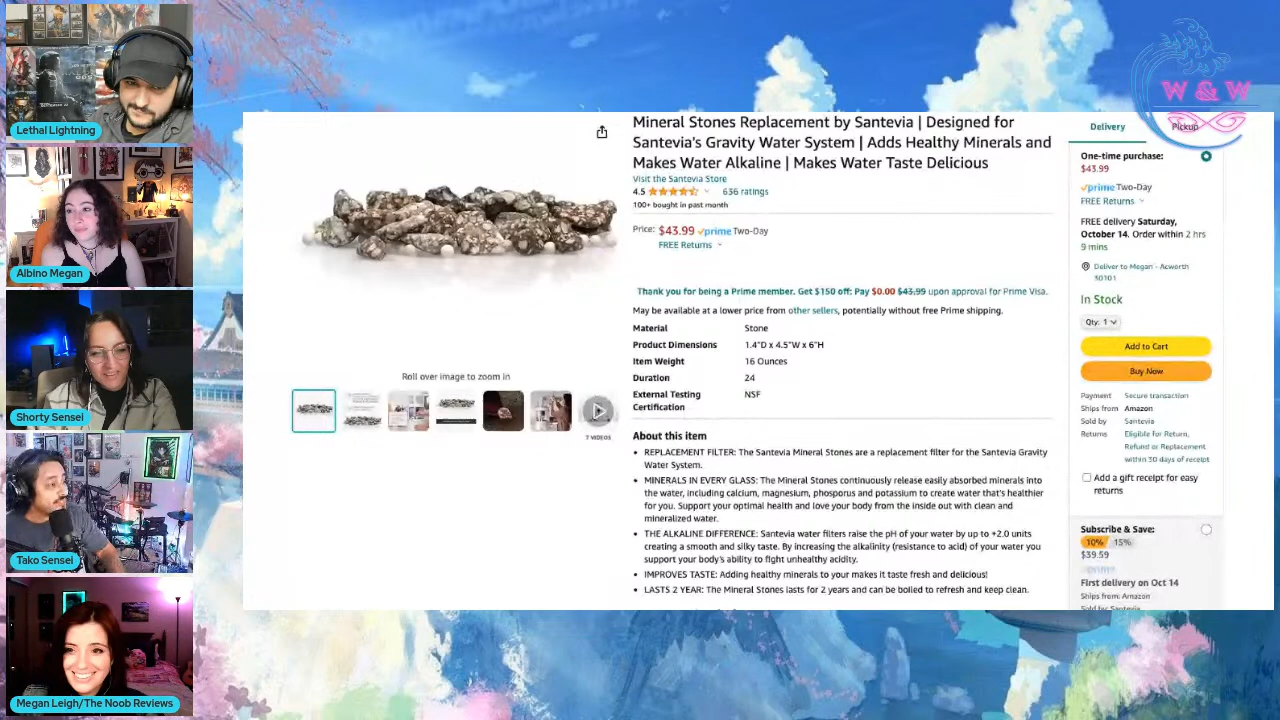 Lethal Lightning
Albino Megan
Shorty Sensei
Tako Sensei
Megan Leigh/The Noob Reviews
W & W
Roll over image to zoom in
7 VIDEOS
Mineral Stones Replacement by Santevia | Designed for
Santevia's Gravity Water System | Adds Healthy Minerals and
Makes Water Alkaline | Makes Water Taste Delicious
Visit the Santevia Store
4.5 636 ratings
100+ bought in past month
Price: $43.99 prime Two-Day
FREE Returns
Thank you for being a Prime member. Get $150 off: Pay $0.00 $43.99 upon approval for Prime Visa.
May be available at a lower price from other sellers, potentially without free Prime shipping.
Material Stone
Product Dimensions 1.4"D x 4.5"W x 6"H
Item Weight 16 Ounces
Duration 24
External Testing NSF
Certification
About this item
• REPLACEMENT FILTER: The Santevia Mineral Stones are a replacement filter for the Santevia Gravity
Water System.
• MINERALS IN EVERY GLASS: The Mineral Stones continuously release easily absorbed minerals into
the water, including calcium, magnesium, phosporus and potassium to create water that's healthier
for you. Support your optimal health and love your body from the inside out with clean and
mineralized water.
• THE ALKALINE DIFFERENCE: Santevia water filters raise the pH of your water by up to +2.0 units
creating a smooth and silky taste. By increasing the alkalinity (resistance to acid) of your water you
support your body's ability to fight unhealthy acidity.
• IMPROVES TASTE: Adding healthy minerals to your makes it taste fresh and delicious!
• LASTS 2 YEAR: The Mineral Stones lasts for 2 years and can be boiled to refresh and keep clean.
Delivery Pickup
One-time purchase:
$43.99
prime Two-Day
FREE Returns
FREE delivery Saturday,
October 14. Order within 2 hrs
9 mins
Deliver to Megan - Acworth
30101
In Stock
Qty: 1
Add to Cart
Buy Now
Payment Secure transaction
Ships from Amazon
Sold by Santevia
Returns Eligible for Return,
Refund or Replacement
within 30 days of receipt
Add a gift receipt for easy
returns
Subscribe & Save:
10% 15%
$39.59
First delivery on Oct 14
Ships from: Amazon
Sold by: Santevia